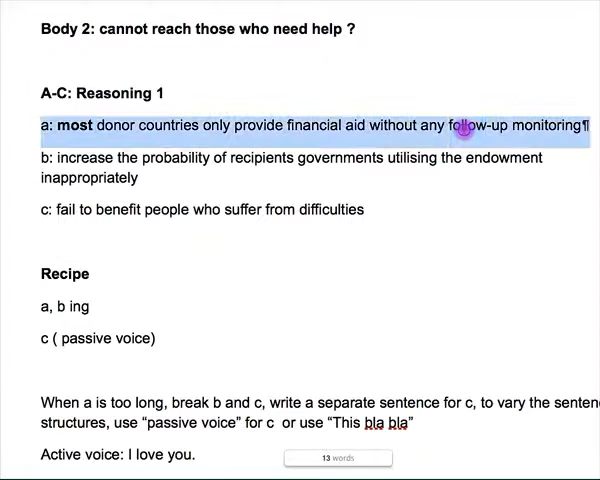 Body 2: cannot reach those who need help ?
A-C: Reasoning 1
a: most donor countries only provide financial aid without any follow-up monitoring¶
b: increase the probability of recipients governments utilising the endowment
inappropriately
c: fail to benefit people who suffer from difficulties
Recipe
a, b ing
c ( passive voice)
When a is too long, break b and c, write a separate sentence for c, to vary the senten
structures, use “passive voice” for c or use “This bla bla”
Active voice: I love you.
13 words